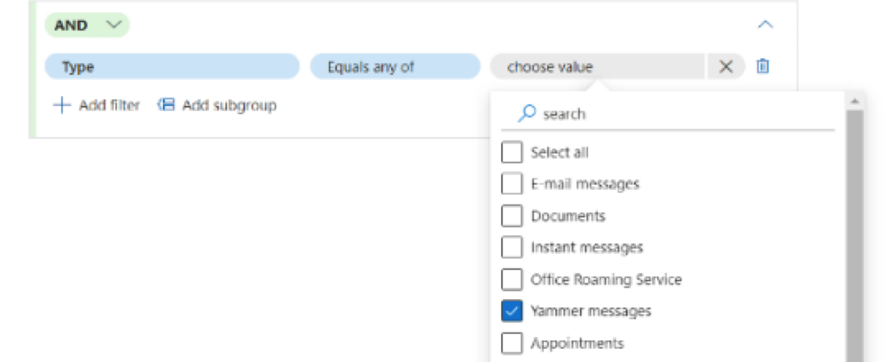 AND
Type Equals any of choose value
Add filter Add subgroup
search
Select all
E-mail messages
Documents
Instant messages
Office Roaming Service
Yammer messages
Appointments